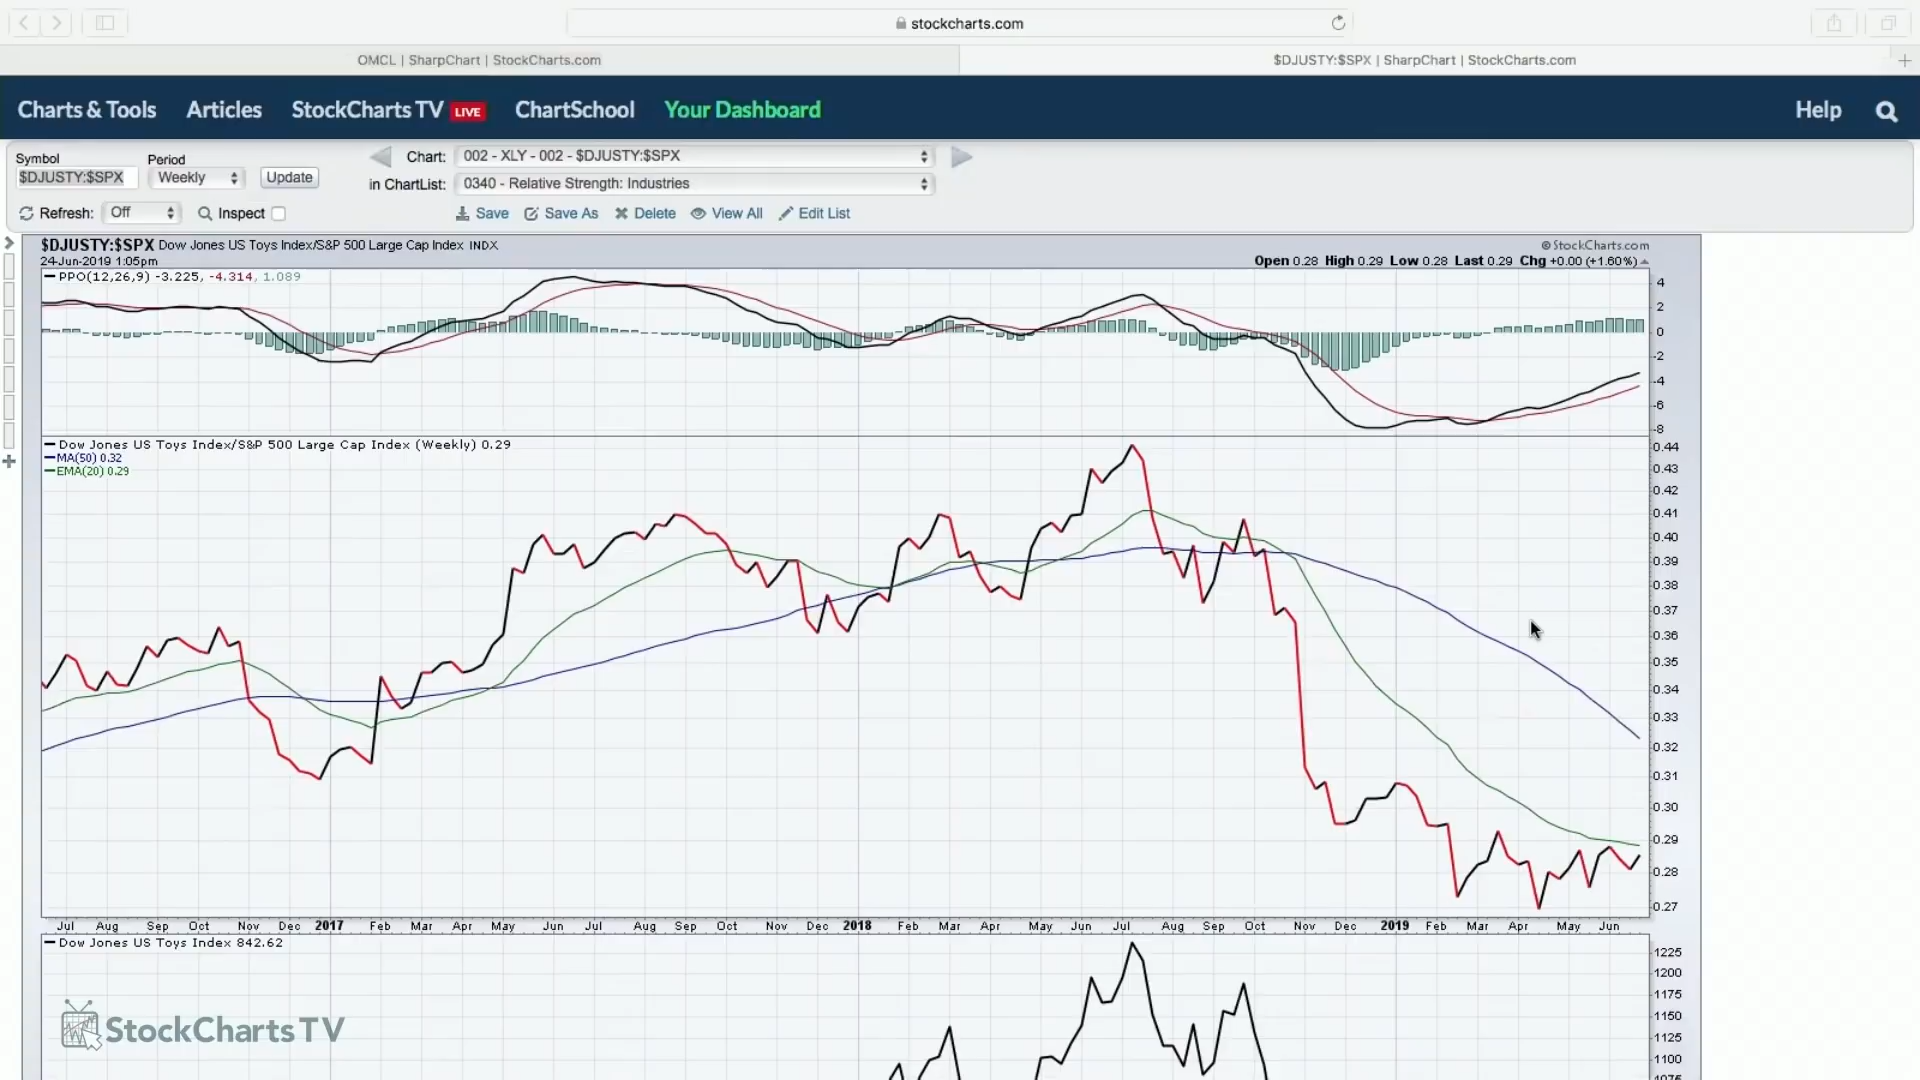 stockcharts.com
OMCL | SharpChart | StockCharts.com
$DJUSTY:$SPX | SharpChart | StockCharts.com
Charts & Tools Articles StockCharts TV LIVE ChartSchool Your Dashboard Help
Symbol Period Chart: 002 - XLY - 002 - $DJUSTY:$SPX
$DJUSTY:$SPX Weekly Update in ChartList: 0340 - Relative Strength: Industries
Refresh: Off Inspect Save Save As Delete View All Edit List
$DJUSTY:$SPX Dow Jones US Toys Index/S&P 500 Large Cap Index INDX © StockCharts.com
24-Jun-2019 1:05pm Open 0.28 High 0.29 Low 0.28 Last 0.29 Chg +0.00 (+1.60%)
PPO(12,26,9) -3.225, -4.314, 1.089
4
2
0
-2
-4
-6
-8
Dow Jones US Toys Index/S&P 500 Large Cap Index (Weekly) 0.29
MA(50) 0.32
EMA(20) 0.29
0.44
0.43
0.42
0.41
0.40
0.39
0.38
0.37
0.36
0.35
0.34
0.33
0.32
0.31
0.30
0.29
0.28
0.27
Jul Aug Sep Oct Nov Dec 2017 Feb Mar Apr May Jun Jul Aug Sep Oct Nov Dec 2018 Feb Mar Apr May Jun Jul Aug Sep Oct Nov Dec 2019 Feb Mar Apr May Jun
Dow Jones US Toys Index 842.62
1225
1200
1175
1150
1125
1100
StockCharts TV